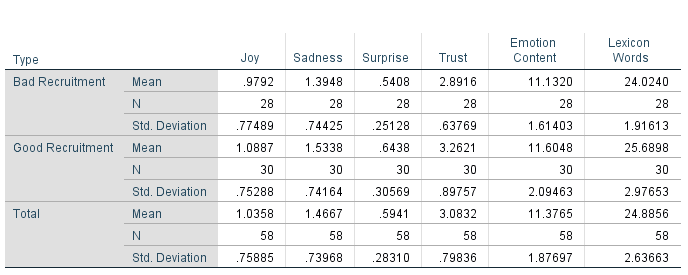 Type Joy Sadness Surprise Trust Emotion Content Lexicon Words
Bad Recruitment Mean .9792 1.3948 .5408 2.8916 11.1320 24.0240
N 28 28 28 28 28 28
Std. Deviation .77489 .74425 .25128 .63769 1.61403 1.91613
Good Recruitment Mean 1.0887 1.5338 .6438 3.2621 11.6048 25.6898
N 30 30 30 30 30 30
Std. Deviation .75288 .74164 .30569 .89757 2.09463 2.97653
Total Mean 1.0358 1.4667 .5941 3.0832 11.3765 24.8856
N 58 58 58 58 58 58
Std. Deviation .75885 .73968 .28310 .79836 1.87697 2.63663